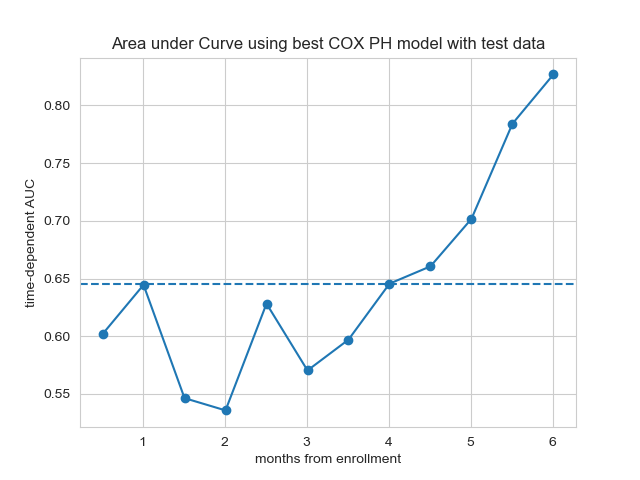 Area under Curve using best COX PH model with test data
time-dependent AUC
0.80
0.75
0.70
0.65
0.60
0.55
1 2 3 4 5 6
months from enrollment